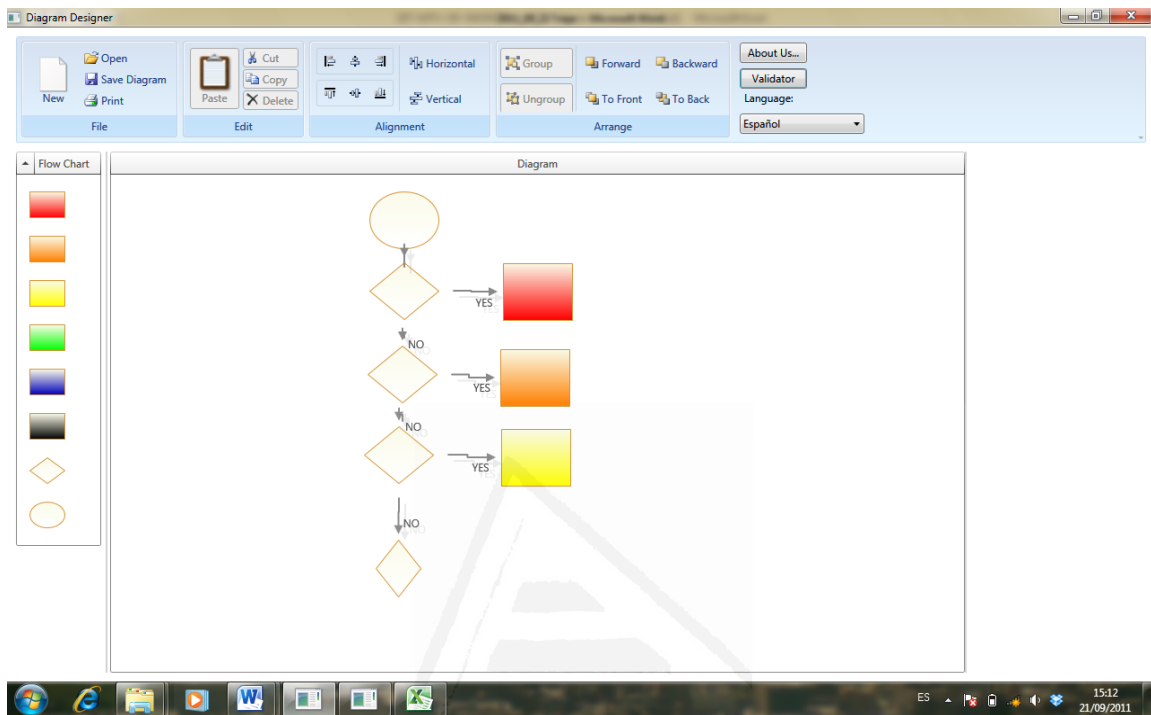 Diagram Designer
New
Open
Save Diagram
Print
File
Paste
Cut
Copy
Delete
Edit
Horizontal
Vertical
Alignment
Group
Ungroup
Forward
Backward
To Front
To Back
Arrange
About Us...
Validator
Language:
Español
Flow Chart
Diagram
YES
NO
YES
NO
YES
NO
ES
15:12
21/09/2011